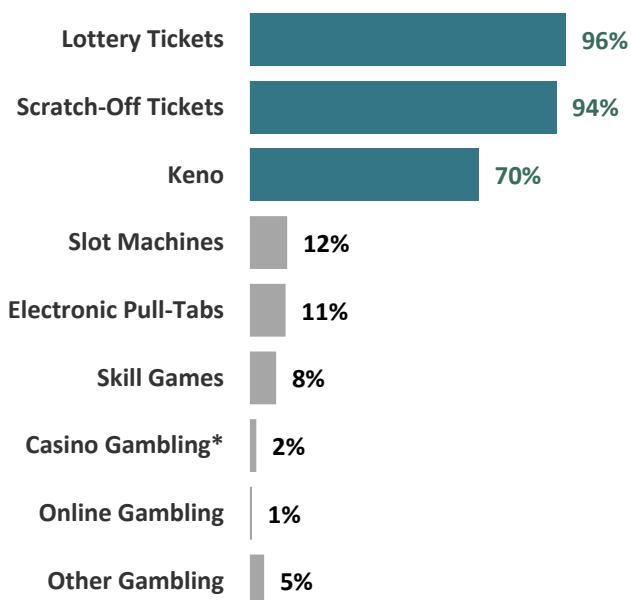 Lottery Tickets 96%
Scratch-Off Tickets 94%
Keno 70%
Slot Machines 12%
Electronic Pull-Tabs 11%
Skill Games 8%
Casino Gambling* 2%
Online Gambling 1%
Other Gambling 5%